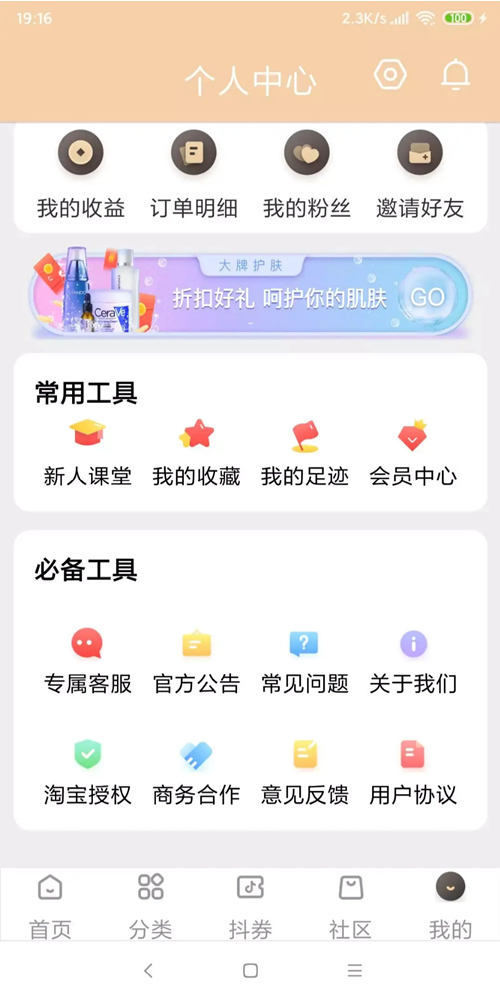 19:16 2.3K/s 100
个人中心
我的收益 订单明细 我的粉丝 邀请好友
大牌护肤
折扣好礼 呵护你的肌肤 GO
CeraVe
常用工具
新人课堂 我的收藏 我的足迹 会员中心
必备工具
专属客服 官方公告 常见问题 关于我们
淘宝授权 商务合作 意见反馈 用户协议
首页 分类 抖券 社区 我的